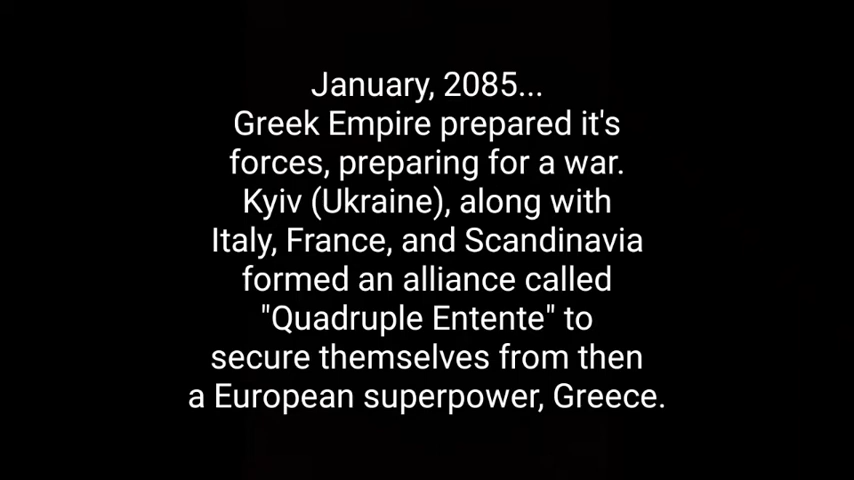 January, 2085...
Greek Empire prepared it's
forces, preparing for a war.
Kyiv (Ukraine), along with
Italy, France, and Scandinavia
formed an alliance called
"Quadruple Entente" to
secure themselves from then
a European superpower, Greece.